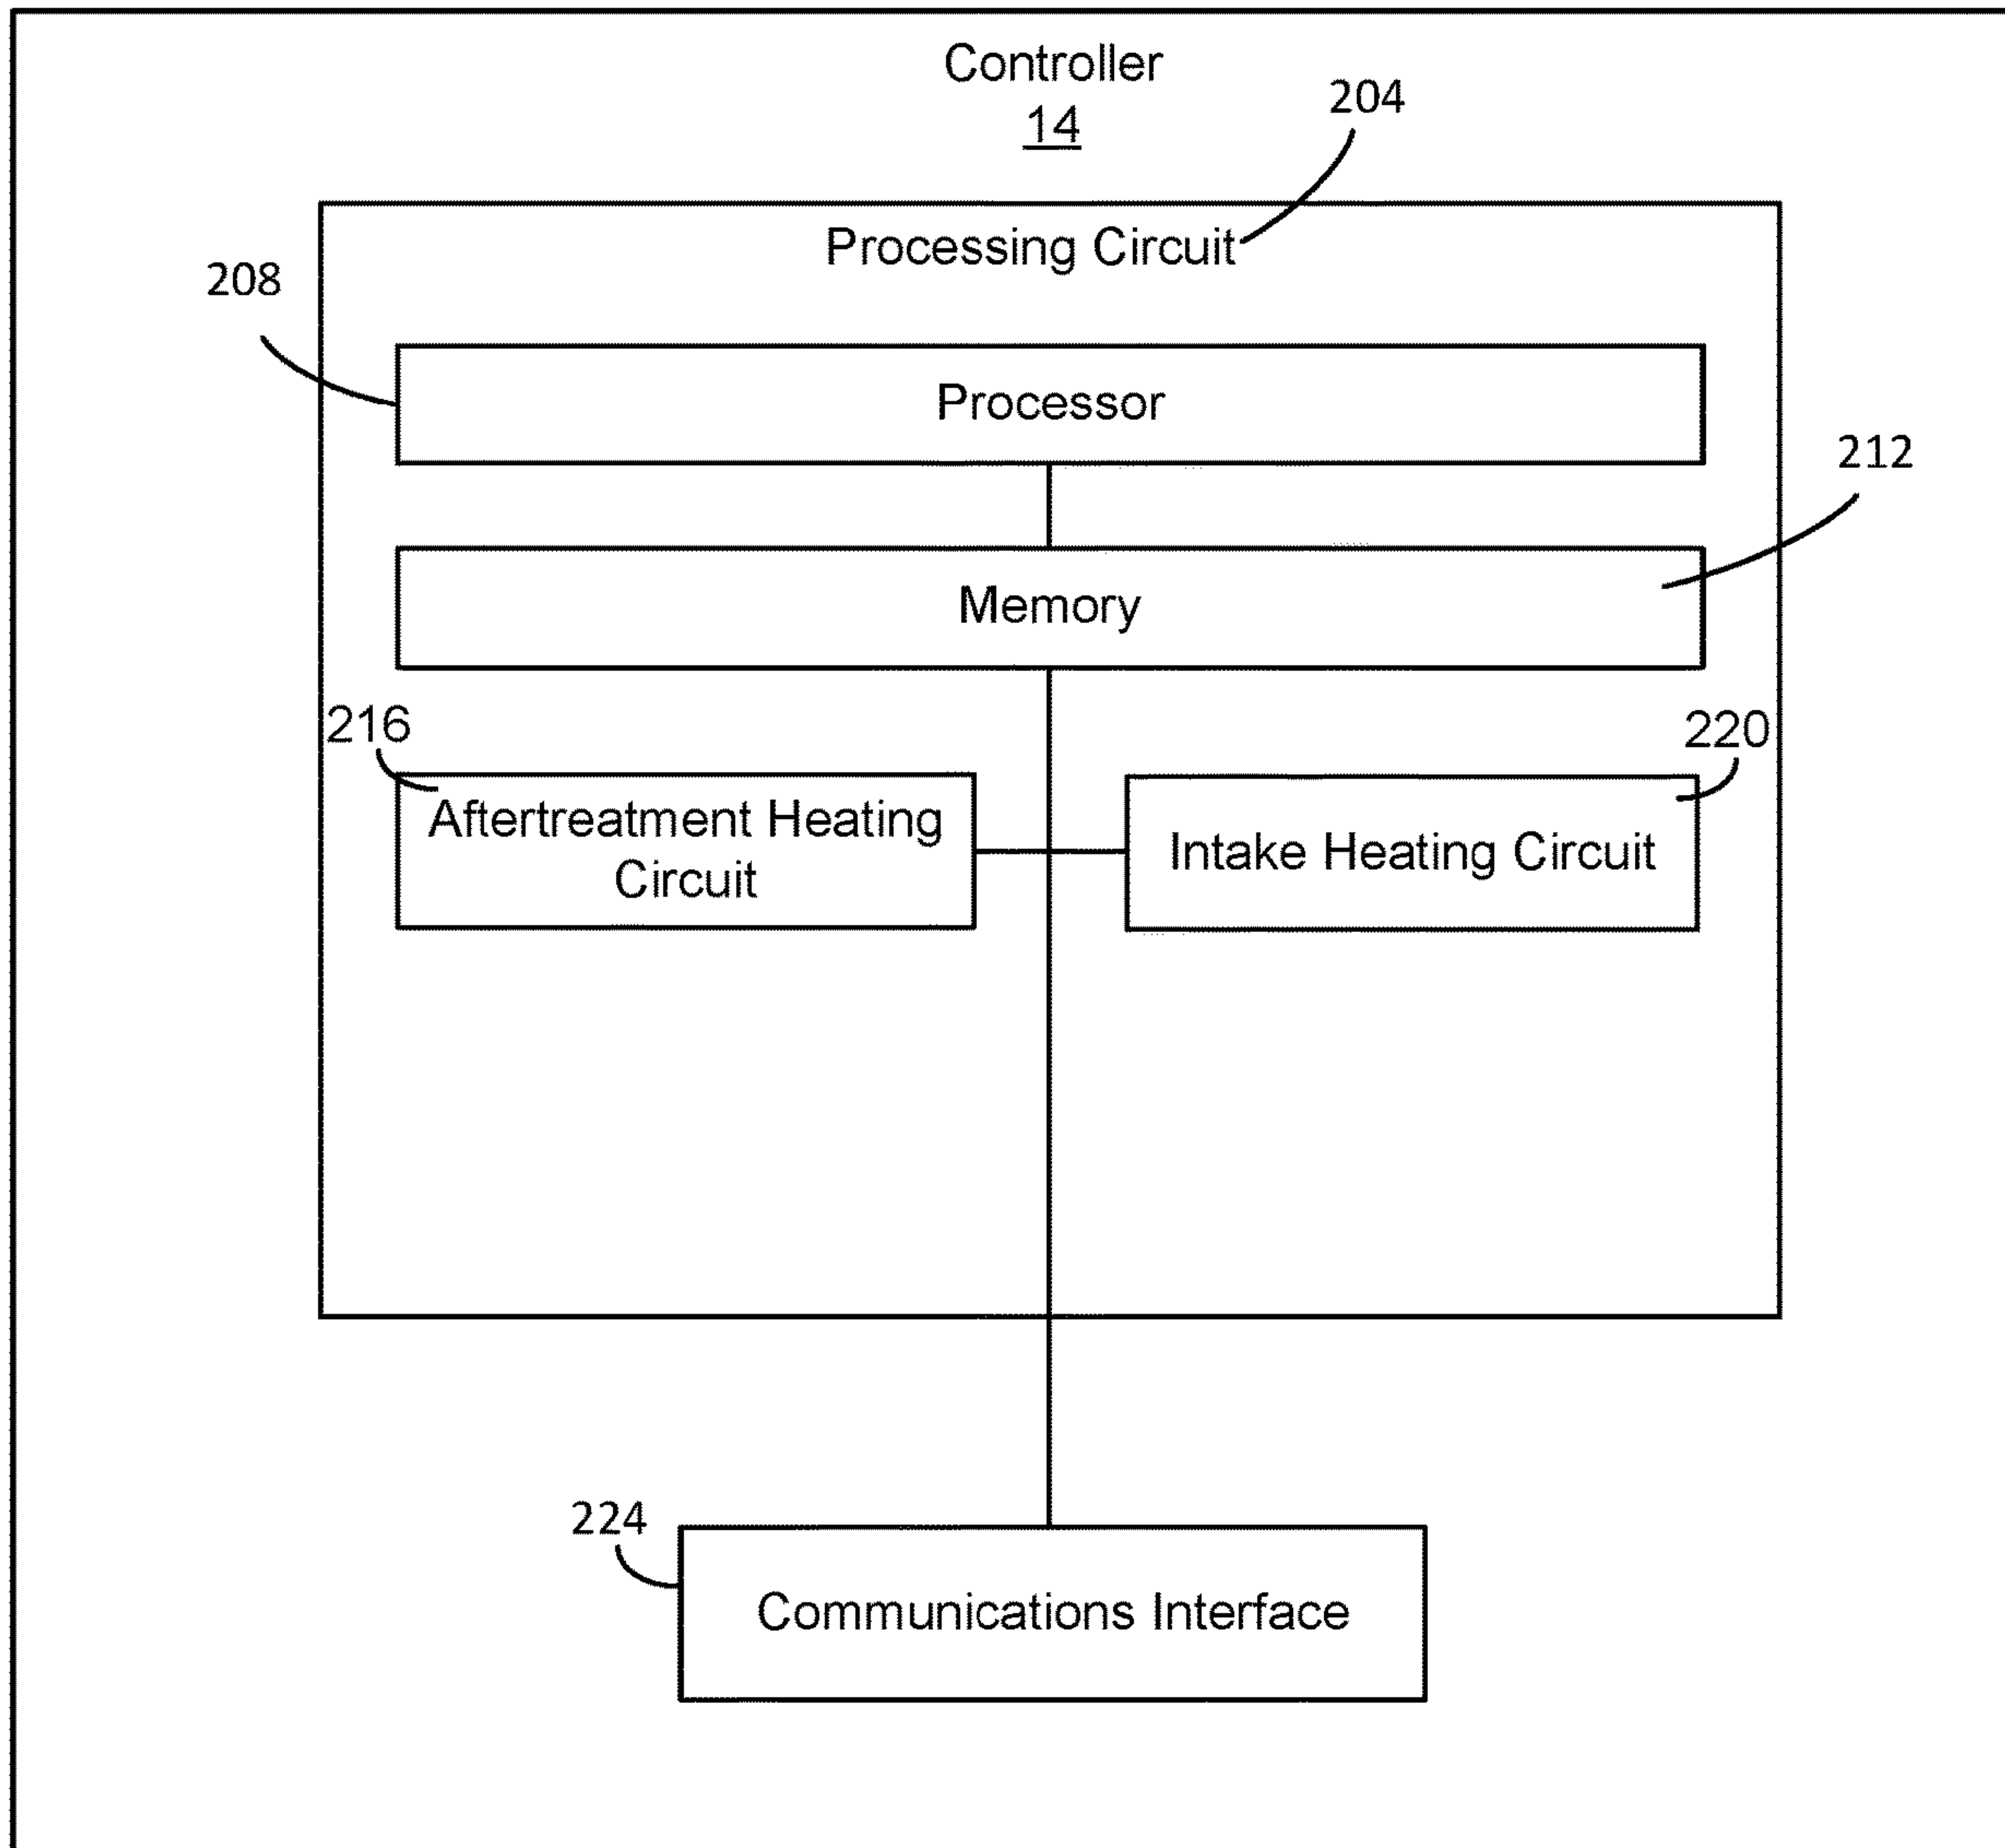 Controller
14
204
Processing Circuit
208
Processor
212
Memory
216
220
Aftertreatment Heating
Circuit
Intake Heating Circuit
224
Communications Interface